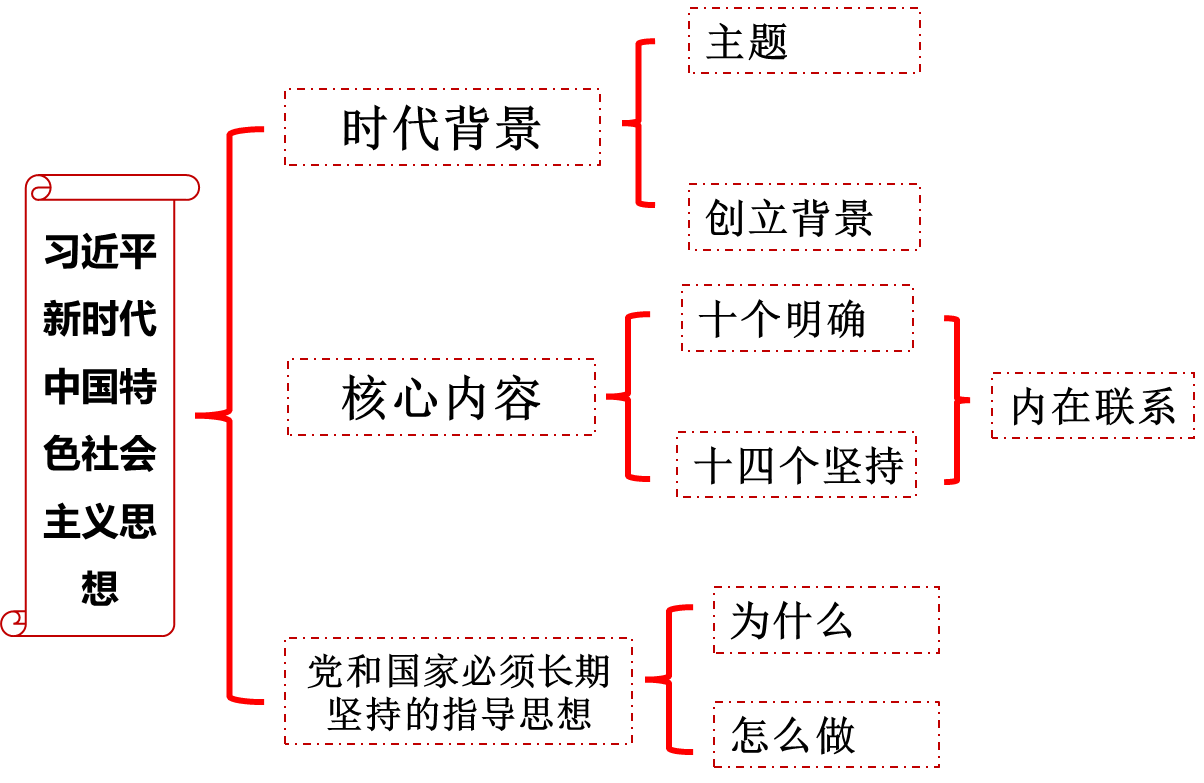 习近平
新时代
中国特
色社会
主义思
想
时代背景
主题
创立背景
核心内容
十个明确
十四个坚持
内在联系
党和国家必须长期
坚持的指导思想
为什么
怎么做